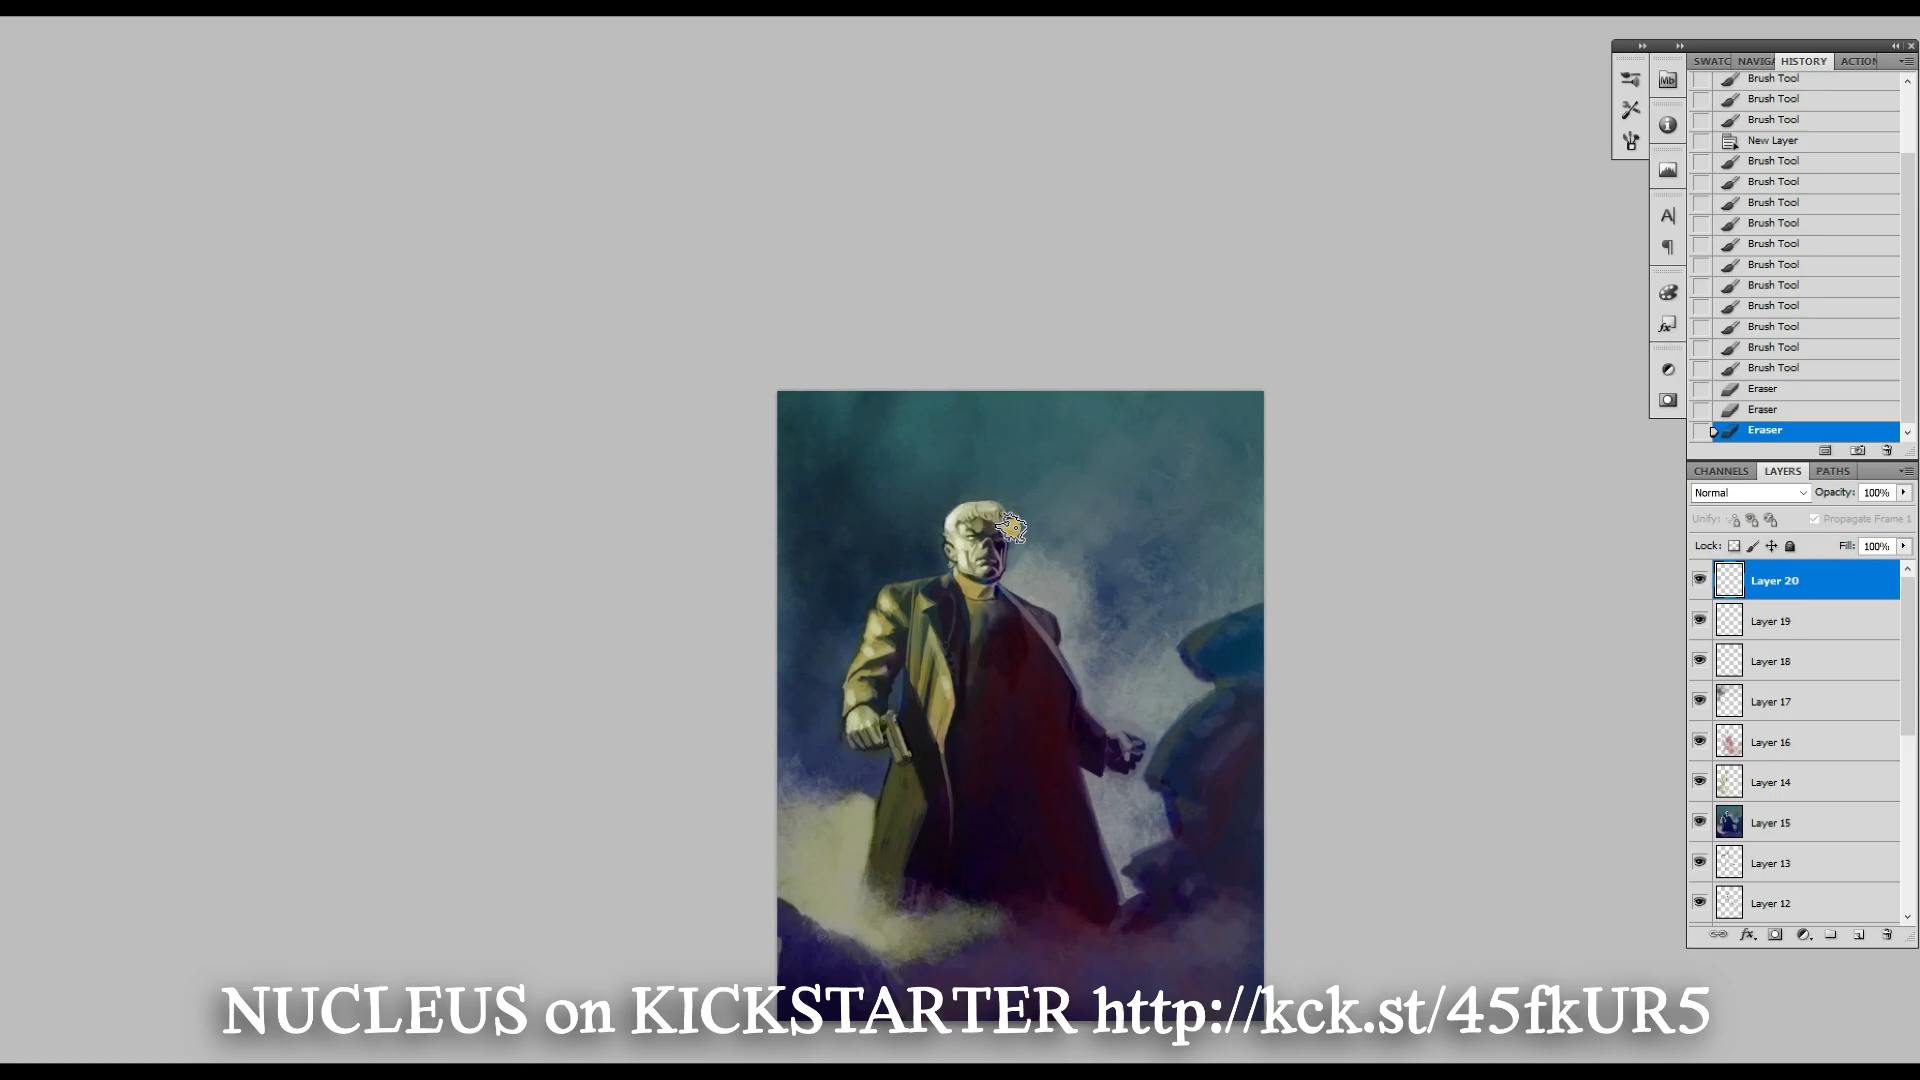 SWATC NAVIGA HISTORY ACTION
Brush Tool
Brush Tool
Brush Tool
New Layer
Brush Tool
Brush Tool
Brush Tool
Brush Tool
Brush Tool
Brush Tool
Brush Tool
Brush Tool
Brush Tool
Brush Tool
Brush Tool
Eraser
Eraser
Eraser
CHANNELS LAYERS PATHS
Normal Opacity: 100%
Unify: Propagate Frame 1
Lock: Fill: 100%
Layer 20
Layer 19
Layer 18
Layer 17
Layer 16
Layer 14
Layer 15
Layer 13
Layer 12
NUCLEUS on KICKSTARTER http://kck.st/45fkUR5